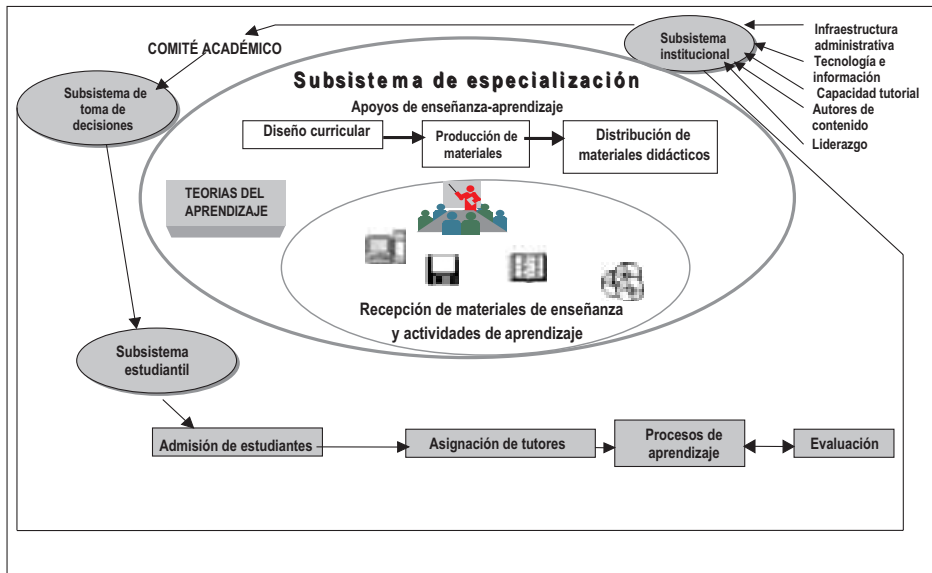 COMITÉ ACADÉMICO
Subsistema
institucional
Infraestructura
administrativa
Tecnología e
información
Capacidad tutorial
Autores de
contenido
Liderazgo
Subsistema de
toma de
decisiones
Subsistema de especialización
Apoyos de enseñanza-aprendizaje
Diseño curricular
Producción de
materiales
Distribución de
materiales didácticos
TEORIAS DEL
APRENDIZAJE
Recepción de materiales de enseñanza
y actividades de aprendizaje
Subsistema
estudiantil
Admisión de estudiantes
Asignación de tutores
Procesos de
aprendizaje
Evaluación